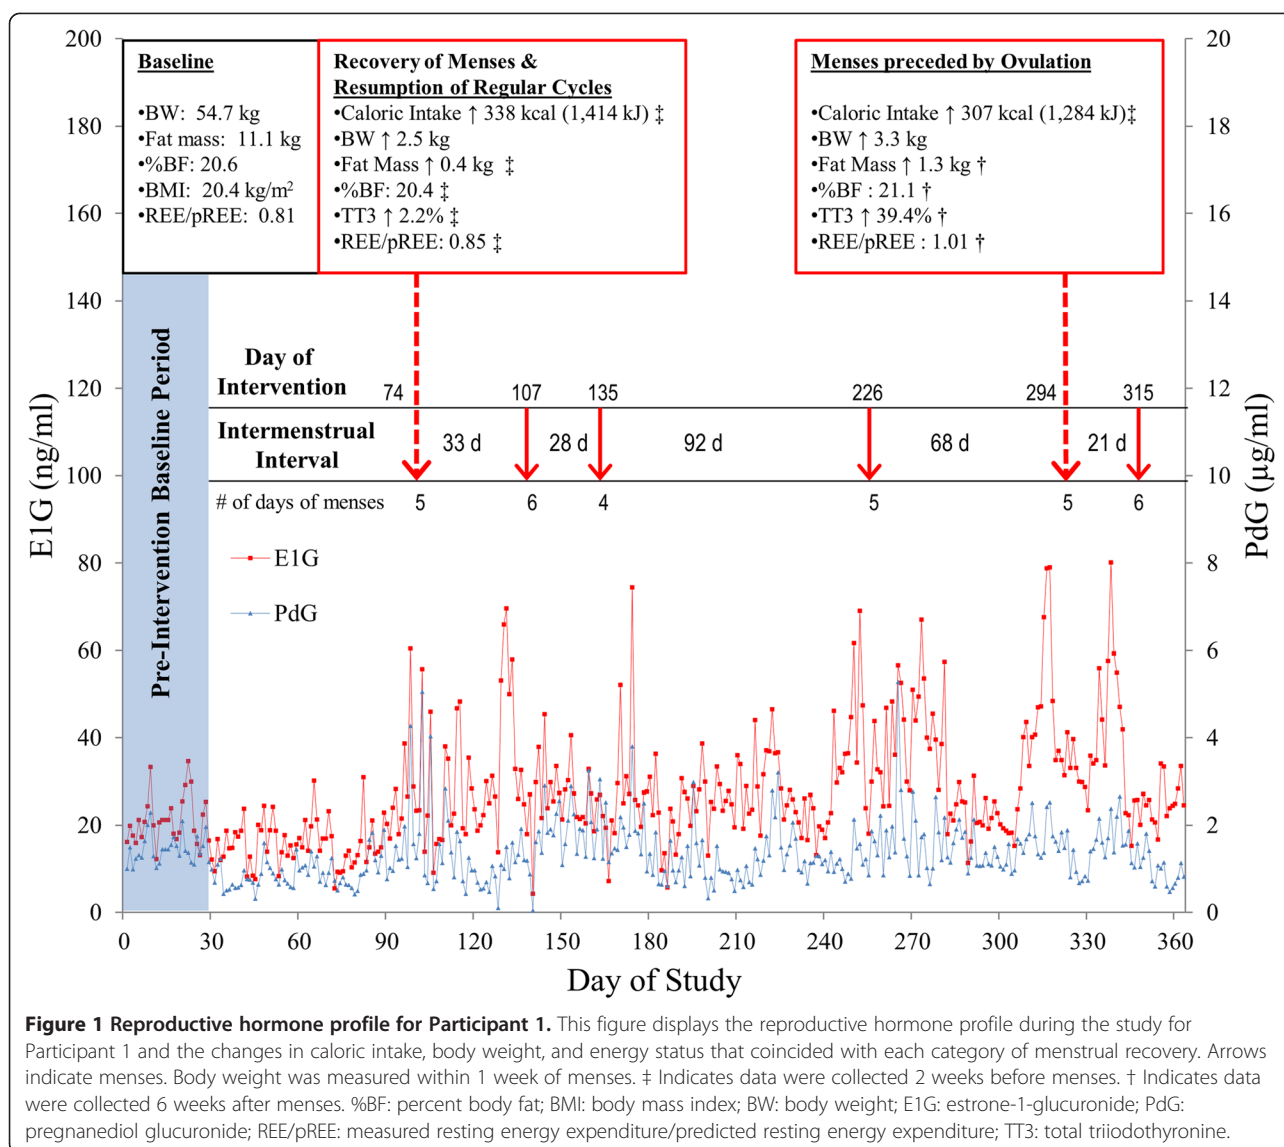 200
180
160
140
120
100
80
60
40
20
0
E1G (ng/ml)
Baseline
•BW: 54.7 kg
•Fat mass: 11.1 kg
•%BF: 20.6
•BMI: 20.4 kg/m²
•REE/pREE: 0.81
Recovery of Menses &
Resumption of Regular Cycles
•Caloric Intake ↑ 338 kcal (1,414 kJ) ‡
•BW ↑ 2.5 kg
•Fat Mass ↑ 0.4 kg ‡
•%BF: 20.4 ‡
•TT3 ↑ 2.2% ‡
•REE/pREE: 0.85 ‡
Menses preceded by Ovulation
•Caloric Intake ↑ 307 kcal (1,284 kJ)‡
•BW ↑ 3.3 kg
•Fat Mass ↑ 1.3 kg †
•%BF : 21.1 †
•TT3 ↑ 39.4% †
•REE/pREE : 1.01 †
20
18
16
14
12
10
8
6
4
2
0
PdG (µg/ml)
Pre-Intervention Baseline Period
Day of
Intervention 74 107 135 226 294 315
Intermenstrual
Interval
33 d 28 d 92 d 68 d 21 d
# of days of menses 5 6 4 5 5 6
E1G
PdG
0 30 60 90 120 150 180 210 240 270 300 330 360
Day of Study
Figure 1 Reproductive hormone profile for Participant 1. This figure displays the reproductive hormone profile during the study for
Participant 1 and the changes in caloric intake, body weight, and energy status that coincided with each category of menstrual recovery. Arrows
indicate menses. Body weight was measured within 1 week of menses. ‡ Indicates data were collected 2 weeks before menses. † Indicates data
were collected 6 weeks after menses. %BF: percent body fat; BMI: body mass index; BW: body weight; E1G: estrone-1-glucuronide; PdG:
pregnanediol glucuronide; REE/pREE: measured resting energy expenditure/predicted resting energy expenditure; TT3: total triiodothyronine.